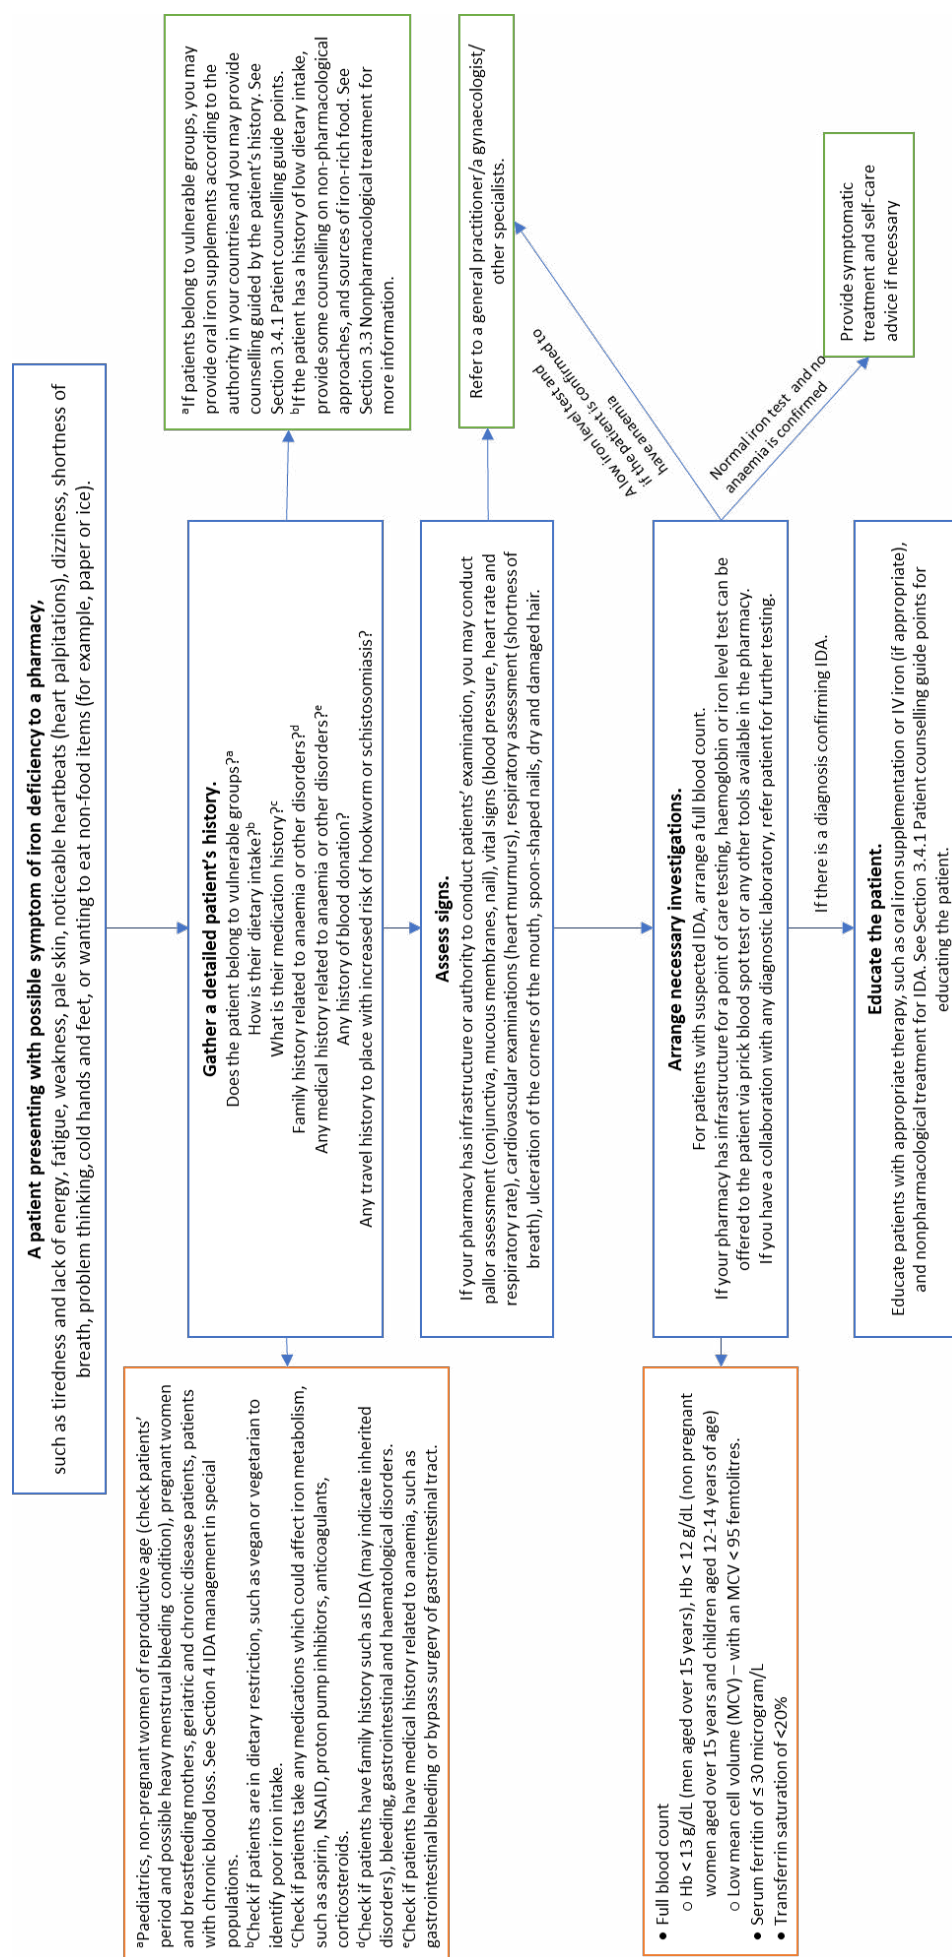 A patient presenting with possible symptom of iron deficiency to a pharmacy,
such as tiredness and lack of energy, fatigue, weakness, pale skin, noticeable heartbeats (heart palpitations), dizziness, shortness of
breath, problem thinking, cold hands and feet, or wanting to eat non-food items (for example, paper or ice).
ᵃPaediatrics, non-pregnant women of reproductive age (check patients'
period and possible heavy menstrual bleeding condition), pregnant women
and breastfeeding mothers, geriatric and chronic disease patients, patients
with chronic blood loss. See Section 4 IDA management in special
populations.
ᵇCheck if patients are in dietary restriction, such as vegan or vegetarian to
identify poor iron intake.
ᶜCheck if patients take any medications which could affect iron metabolism,
such as aspirin, NSAID, proton pump inhibitors, anticoagulants,
corticosteroids.
ᵈCheck if patients have family history such as IDA (may indicate inherited
disorders), bleeding, gastrointestinal and haematological disorders.
ᵉCheck if patients have medical history related to anaemia, such as
gastrointestinal bleeding or bypass surgery of gastrointestinal tract.
Gather a detailed patient's history.
Does the patient belong to vulnerable groups?ᵃ
How is their dietary intake?ᵇ
What is their medication history?ᶜ
Family history related to anaemia or other disorders?ᵈ
Any medical history related to anaemia or other disorders?ᵉ
Any history of blood donation?
Any travel history to place with increased risk of hookworm or schistosomiasis?
ᵃIf patients belong to vulnerable groups, you may
provide oral iron supplements according to the
authority in your countries and you may provide
counselling guided by the patient's history. See
Section 3.4.1 Patient counselling guide points.
ᵇIf the patient has a history of low dietary intake,
provide some counselling on non-pharmacological
approaches, and sources of iron-rich food. See
Section 3.3 Nonpharmacological treatment for
more information.
Assess signs.
If your pharmacy has infrastructure or authority to conduct patients' examination, you may conduct
pallor assessment (conjunctiva, mucous membranes, nail), vital signs (blood pressure, heart rate and
respiratory rate), cardiovascular examinations (heart murmurs), respiratory assessment (shortness of
breath), ulceration of the corners of the mouth, spoon-shaped nails, dry and damaged hair.
Refer to a general practitioner/a gynaecologist/
other specialists.
● Full blood count
○ Hb < 13 g/dL (men aged over 15 years), Hb < 12 g/dL (non pregnant
women aged over 15 years and children aged 12-14 years of age)
○ Low mean cell volume (MCV) – with an MCV < 95 femtolitres.
● Serum ferritin of ≤ 30 microgram/L
● Transferrin saturation of <20%
Arrange necessary investigations.
For patients with suspected IDA, arrange a full blood count.
If your pharmacy has infrastructure for a point of care testing, haemoglobin or iron level test can be
offered to the patient via prick blood spot test or any other tools available in the pharmacy.
If you have a collaboration with any diagnostic laboratory, refer patient for further testing.
A low iron level test and
if the patient is confirmed to
have anaemia
Normal iron test and no
anaemia is confirmed
Provide symptomatic
treatment and self-care
advice if necessary
If there is a diagnosis confirming IDA.
Educate the patient.
Educate patients with appropriate therapy, such as oral iron supplementation or IV iron (if appropriate),
and nonpharmacological treatment for IDA. See Section 3.4.1 Patient counselling guide points for
educating the patient.